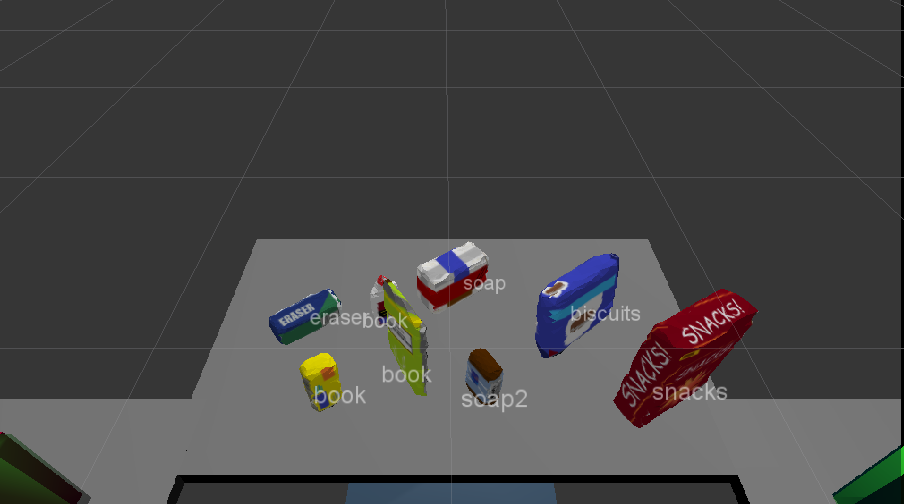 soap
biscuits
eraser
book
ERASER
SNACKS!
SNACKS!
book
book
soap2
snacks